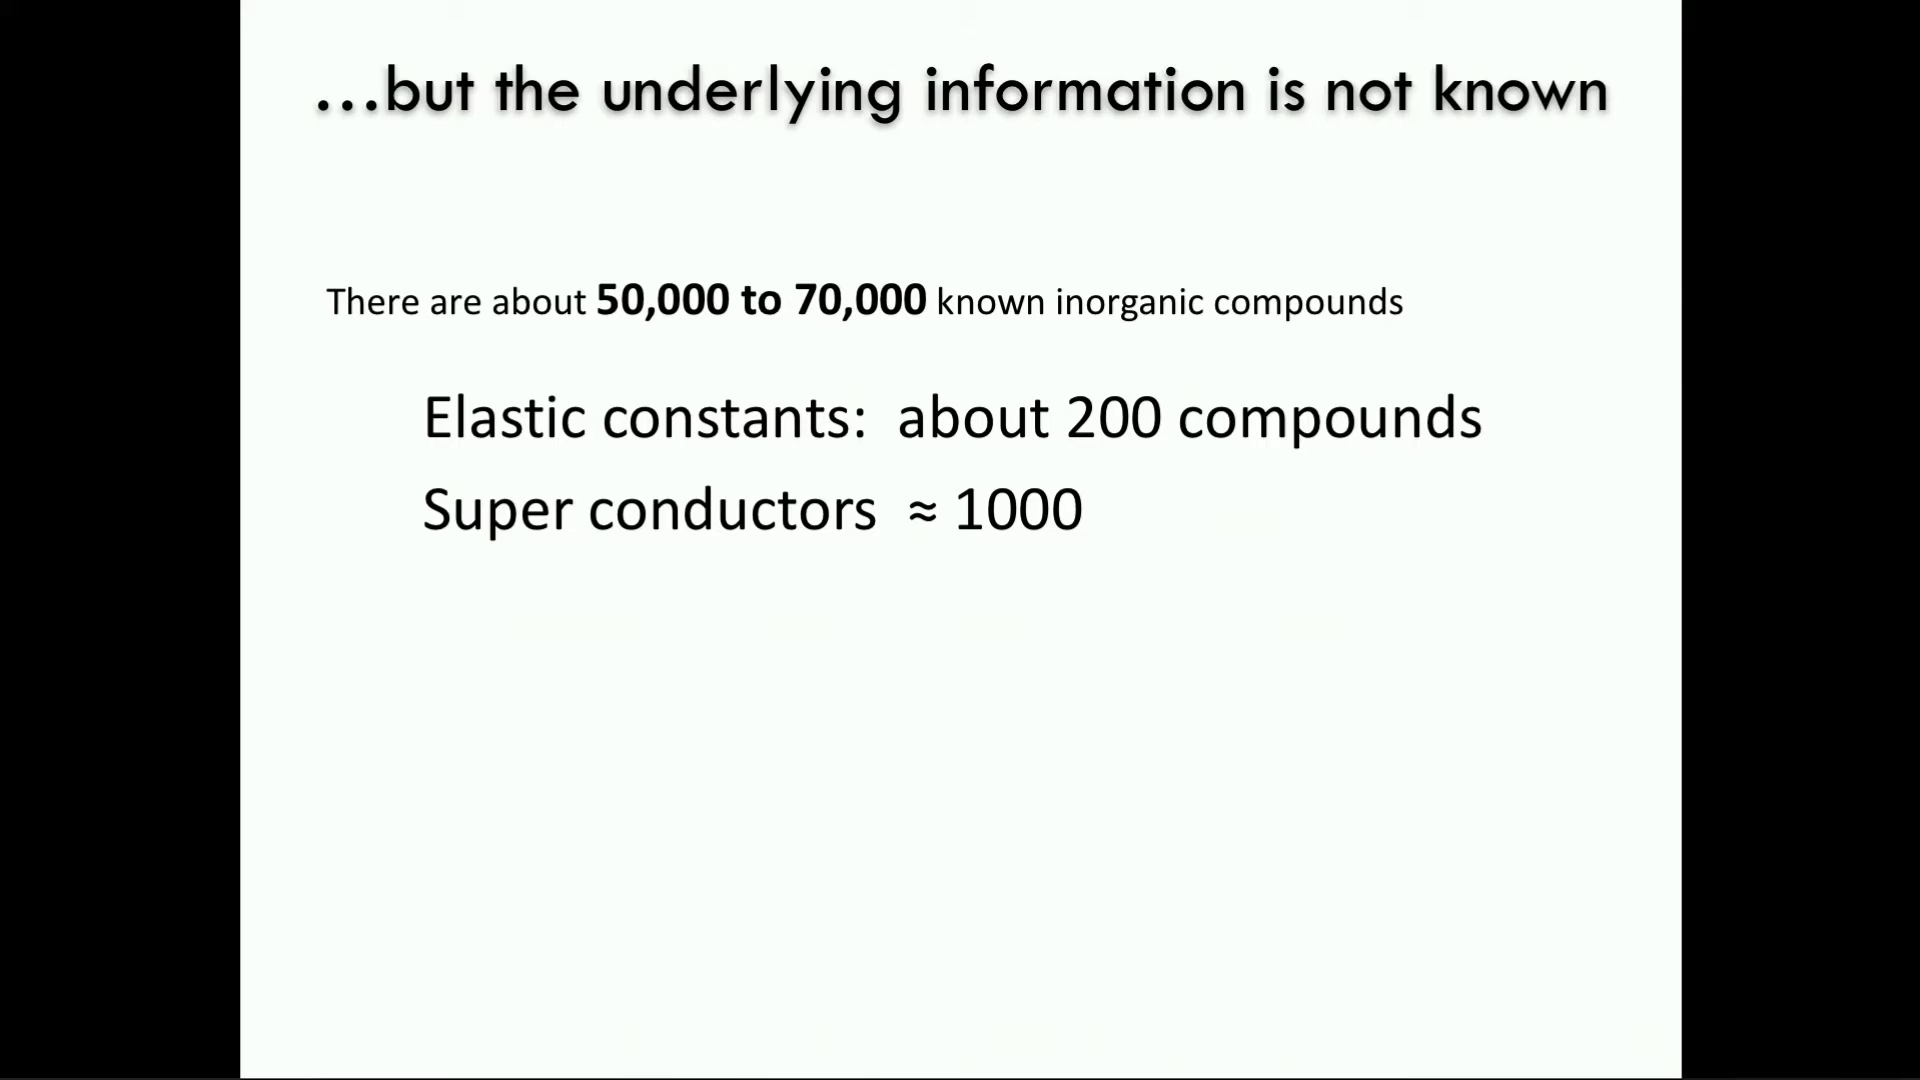 ...but the underlying information is not known
There are about 50,000 to 70,000 known inorganic compounds
Elastic constants: about 200 compounds
Super conductors ≈ 1000